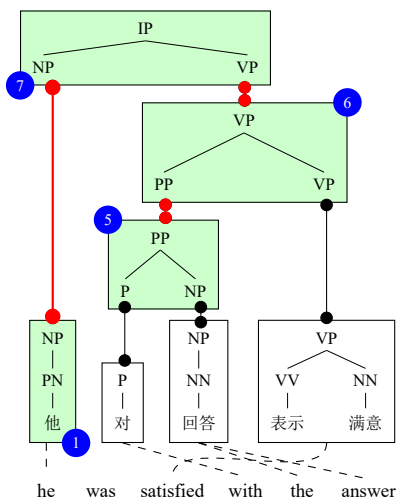 IP
NP VP
7
6
VP
PP VP
5
PP
P NP
NP P NP VP
PN NN VV NN
他 对 回答 表示 满意
1
he was satisfied with the answer